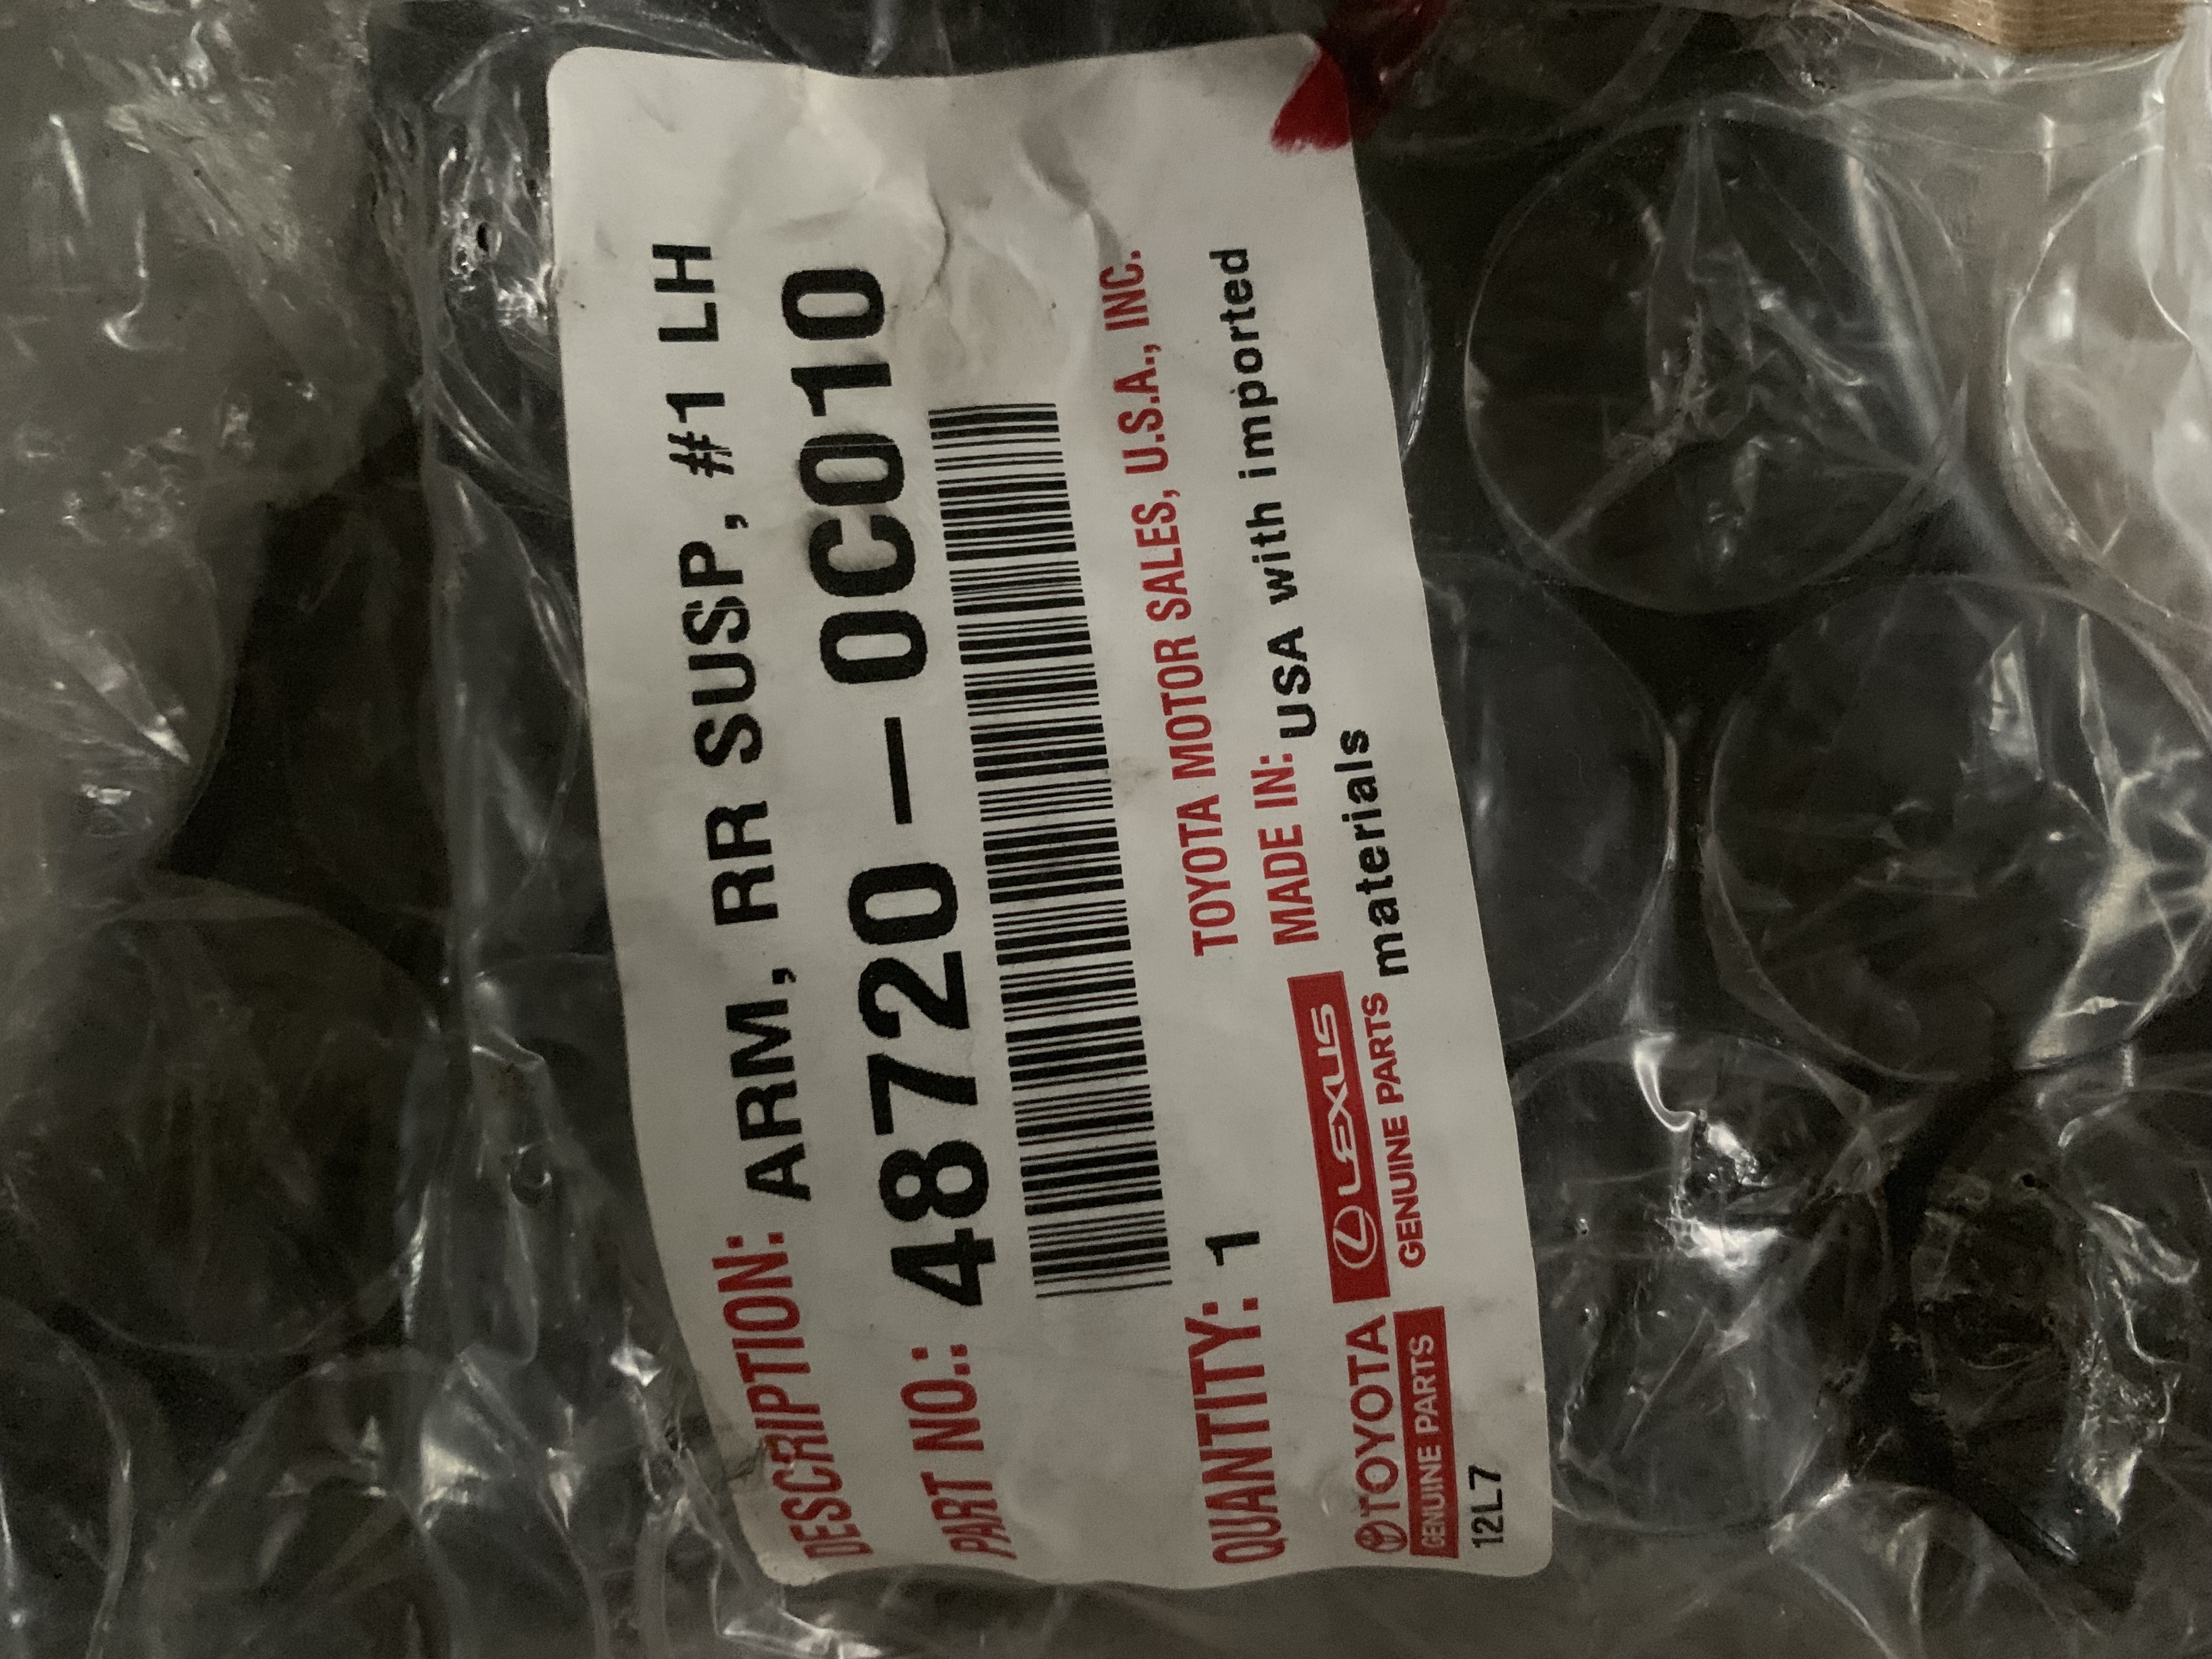 DESCRIPTION: ARM, RR SUSP, #1 LH
PART NO.: 48720-0C010
TOYOTA MOTOR SALES, U.S.A., INC.
QUANTITY: 1
MADE IN: USA with imported
materials
TOYOTA
GENUINE PARTS
LEXUS
GENUINE PARTS
12L7